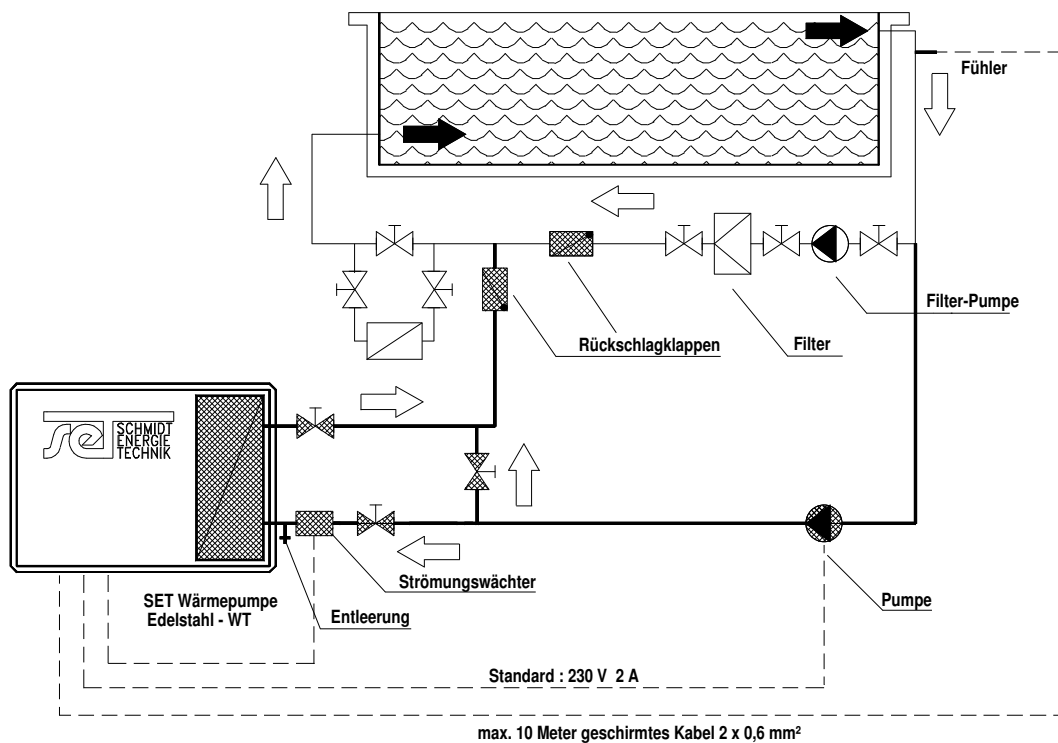 Fühler
Filter-Pumpe
Rückschlagklappen
Filter
SET
SCHMIDT
ENERGIE
TECHNIK
Strömungswächter
SET Wärmepumpe
Edelstahl - WT
Entleerung
Pumpe
Standard : 230 V 2 A
max. 10 Meter geschirmtes Kabel 2 x 0,6 mm²